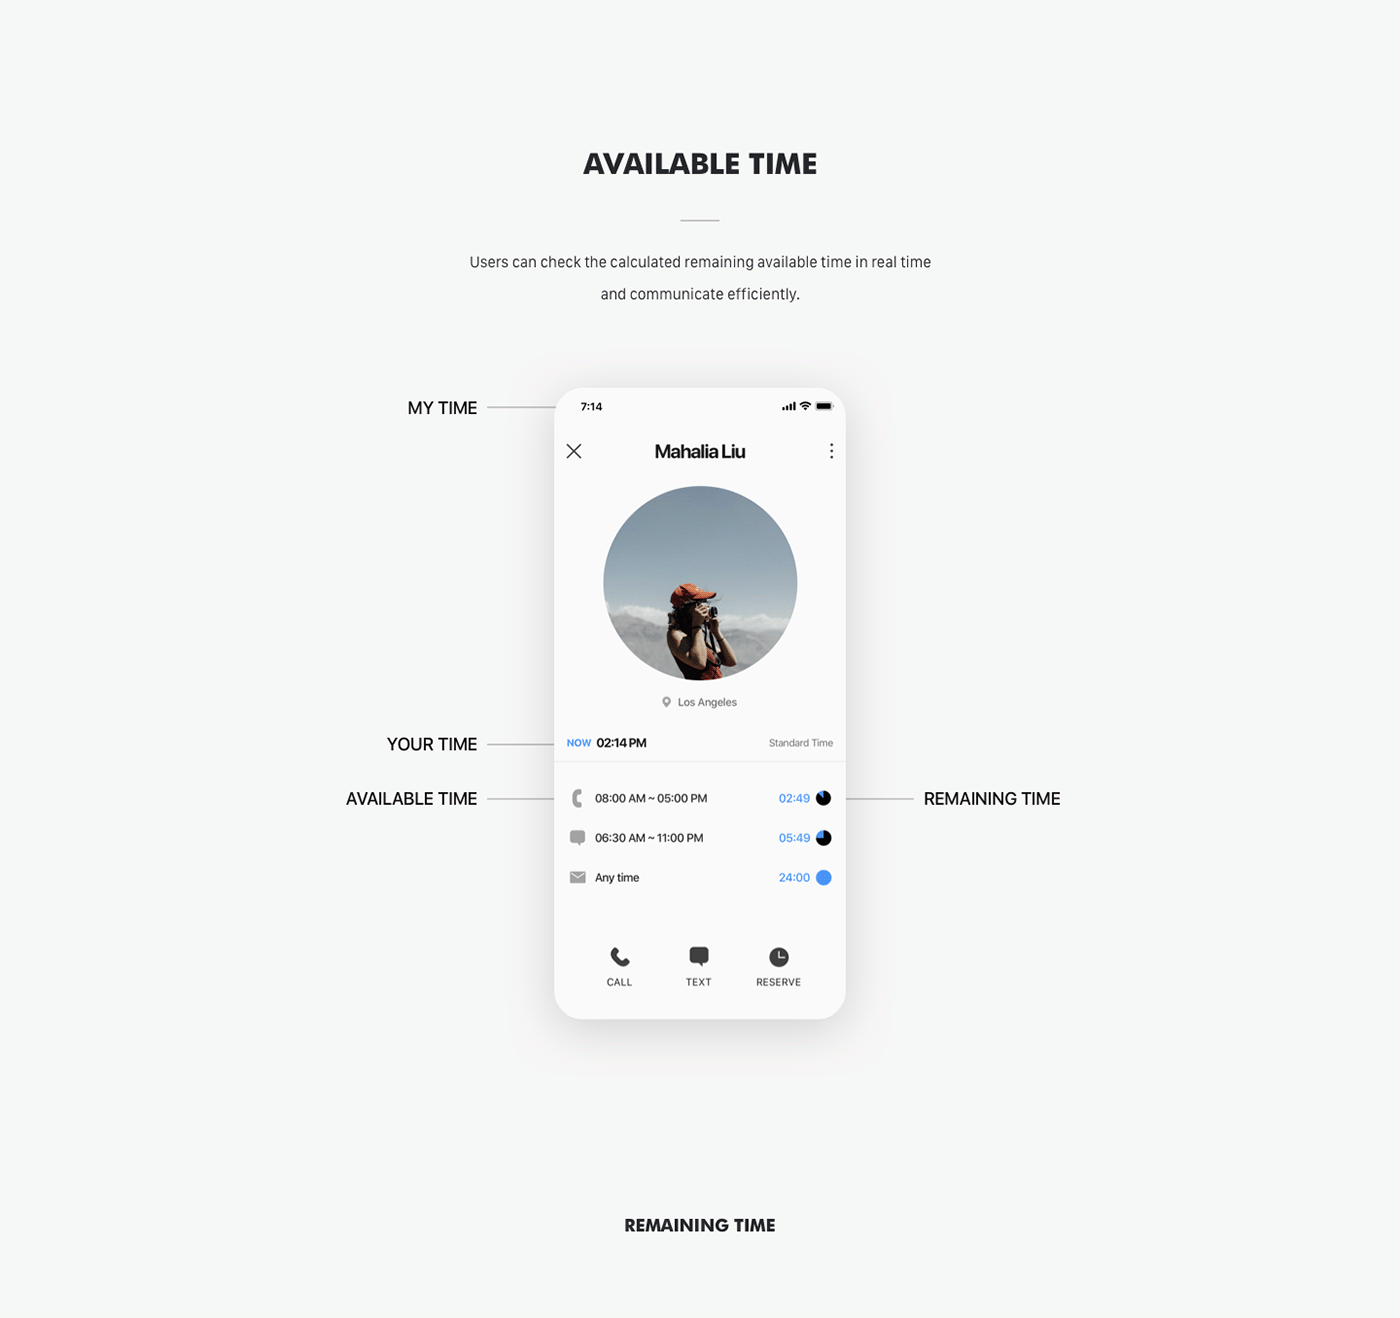 AVAILABLE TIME
Users can check the calculated remaining available time in real time
and communicate efficiently.
MY TIME
7:14
Mahalia Liu
Los Angeles
YOUR TIME
NOW 02:14 PM
Standard Time
AVAILABLE TIME
08:00 AM ~ 05:00 PM
02:49
REMAINING TIME
06:30 AM ~ 11:00 PM
05:49
Any time
24:00
CALL
TEXT
RESERVE
REMAINING TIME